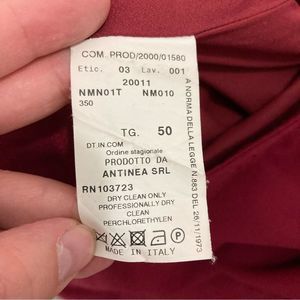 COM. PROD/2000/01580
Etic. 03 Lav. 001
20011
NMN01T NM010
350
TG. 50
DT.IN.COM
Ordine stagionale
PRODOTTO DA
ANTINEA SRL
RN103723
DRY CLEAN ONLY
PROFESSIONALLY DRY
CLEAN
PERCHLORETHYLEN
P
MADE IN ITALY
A NORMA DELLA LEGGE N.883 DEL 26/11/1973